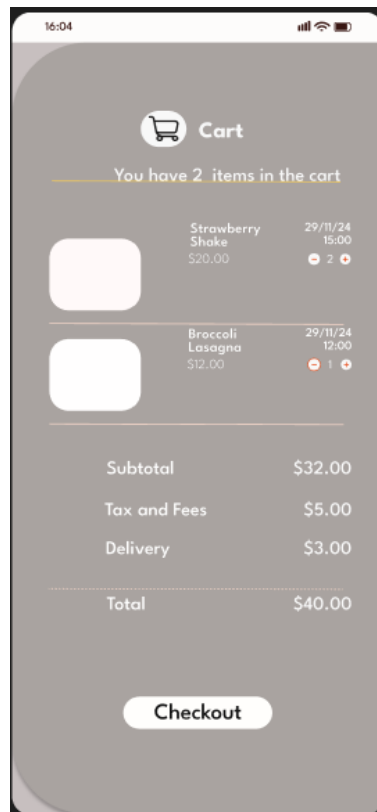 16:04
Cart
You have 2 items in the cart
Strawberry
Shake
$20.00
29/11/24
15:00
2
Broccoli
Lasagna
$12.00
29/11/24
12:00
1
Subtotal $32.00
Tax and Fees $5.00
Delivery $3.00
Total $40.00
Checkout